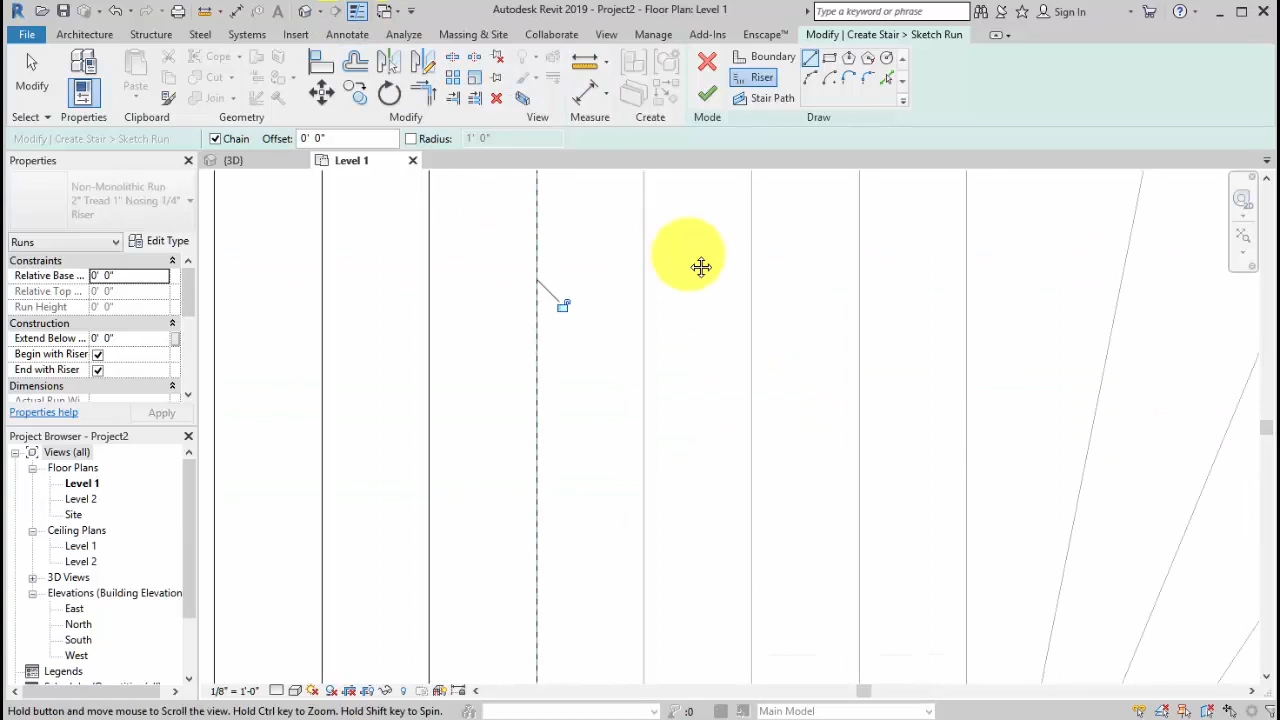 Autodesk Revit 2019 - Project2 - Floor Plan: Level 1
Type a keyword or phrase
Sign In
File Architecture Structure Steel Systems Insert Annotate Analyze Massing & Site Collaborate View Manage Add-Ins Enscape™ Modify | Create Stair > Sketch Run
Modify Paste Cope Cut Join Boundary Riser Stair Path
Select Properties Clipboard Geometry Modify View Measure Create Mode Draw
Modify | Create Stair > Sketch Run Chain Offset: 0' 0" Radius: 1' 0"
Properties {3D} Level 1
Non-Monolithic Run
2" Tread 1" Nosing 1/4"
Riser
Runs Edit Type
Constraints
Relative Base ... 0' 0"
Relative Top ...
Run Height
Construction
Extend Below ... 0' 0"
Begin with Riser
End with Riser
Dimensions
Properties help Apply
Project Browser - Project2
Views (all)
Floor Plans
Level 1
Level 2
Site
Ceiling Plans
Level 1
Level 2
3D Views
Elevations (Building Elevation
East
North
South
West
Legends
1/8" = 1'-0"
Hold button and move mouse to Scroll the view. Hold Ctrl key to Zoom. Hold Shift key to Spin. :0 Main Model